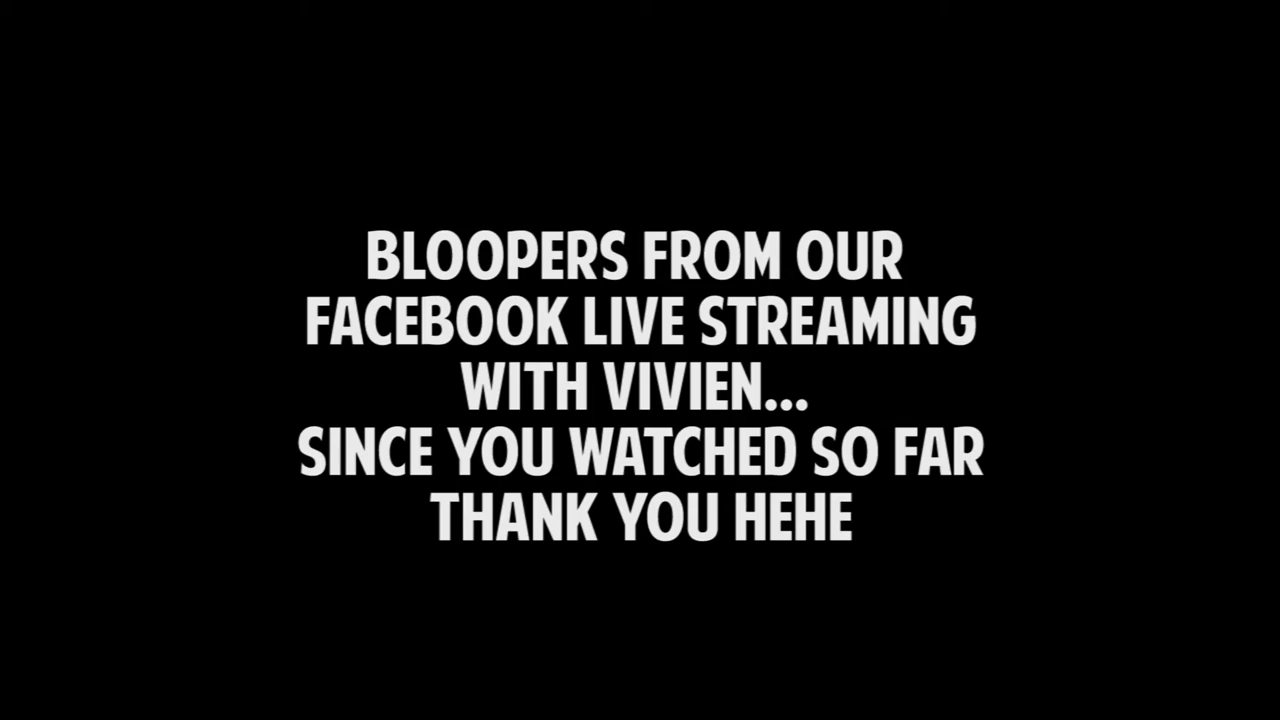 BLOOPERS FROM OUR
FACEBOOK LIVE STREAMING
WITH VIVIEN...
SINCE YOU WATCHED SO FAR
THANK YOU HEHE